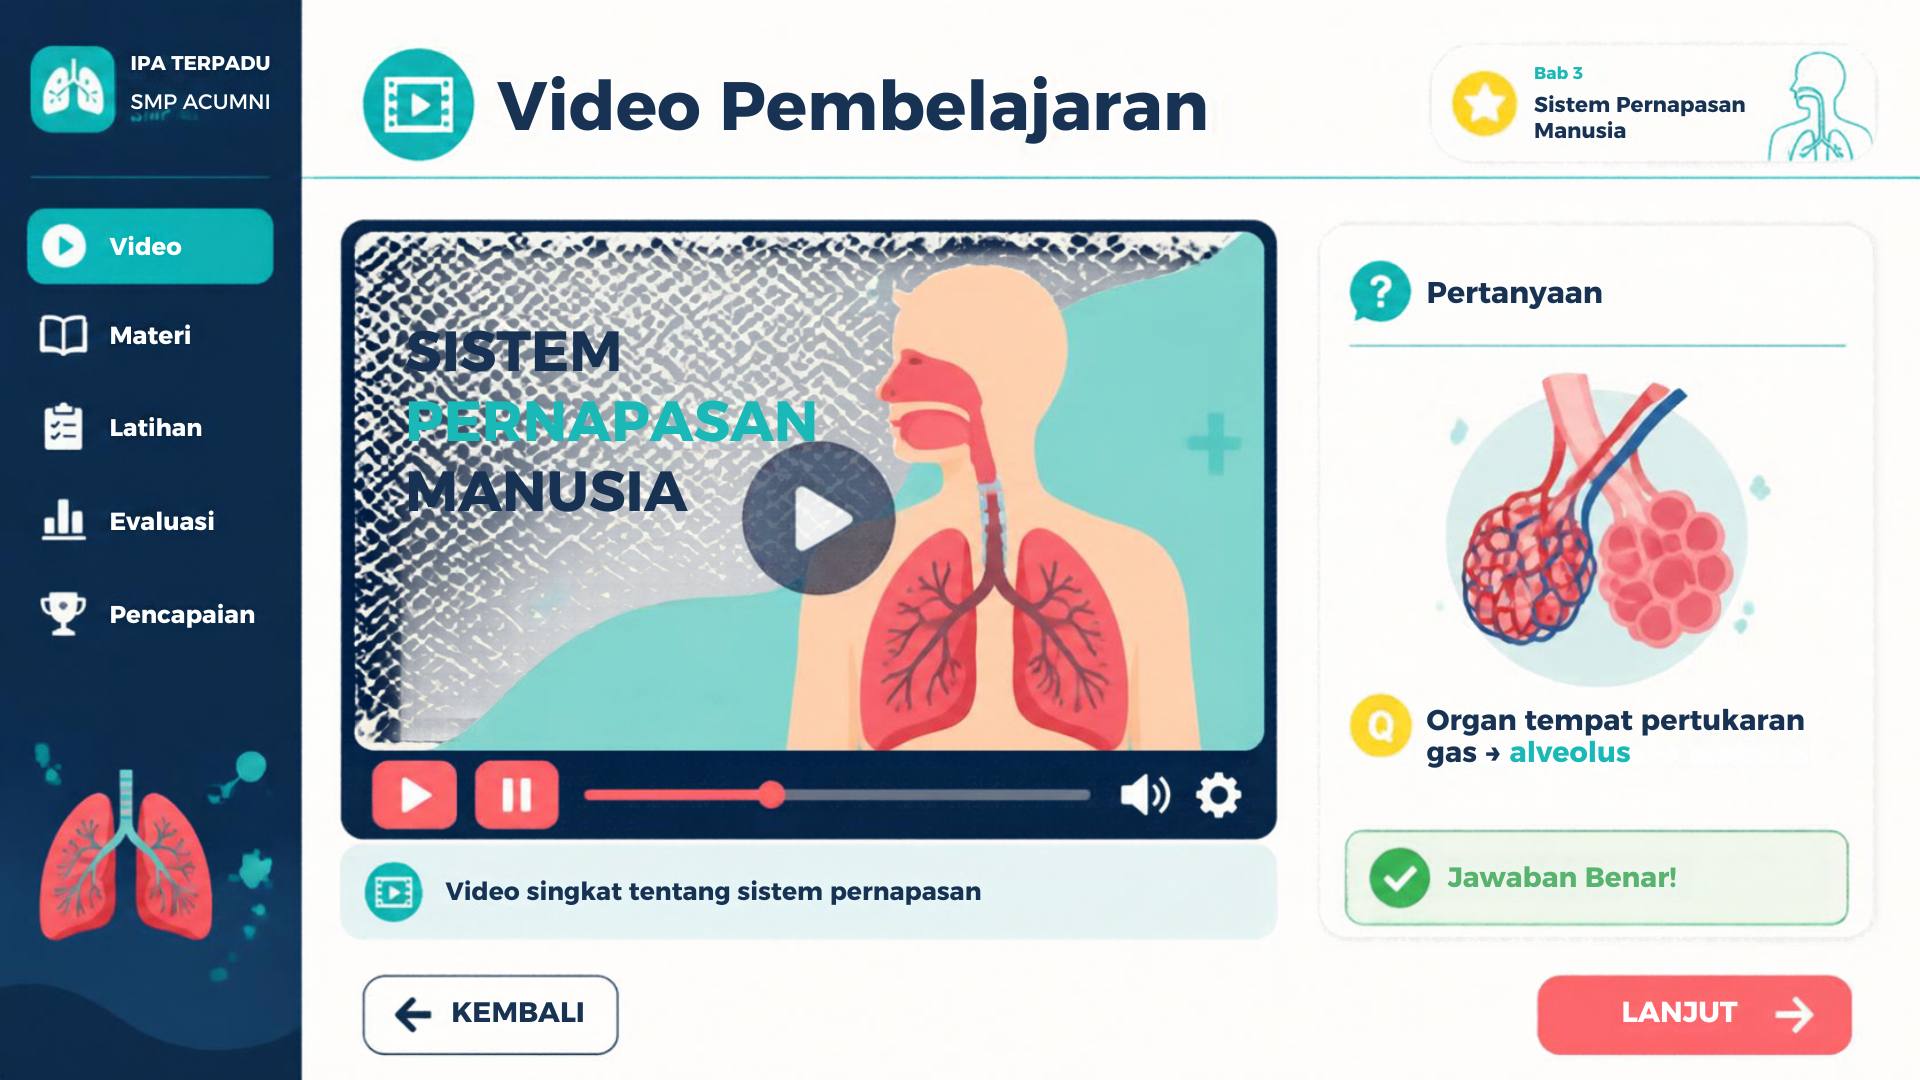 IPA TERPADU
SMP ACUMNI
Video
Materi
Latihan
Evaluasi
Pencapaian
Video Pembelajaran
Bab 3
Sistem Pernapasan
Manusia
SISTEM
PERNAPASAN
MANUSIA
Video singkat tentang sistem pernapasan
? Pertanyaan
Q Organ tempat pertukaran
gas → alveolus
Jawaban Benar!
← KEMBALI
LANJUT →